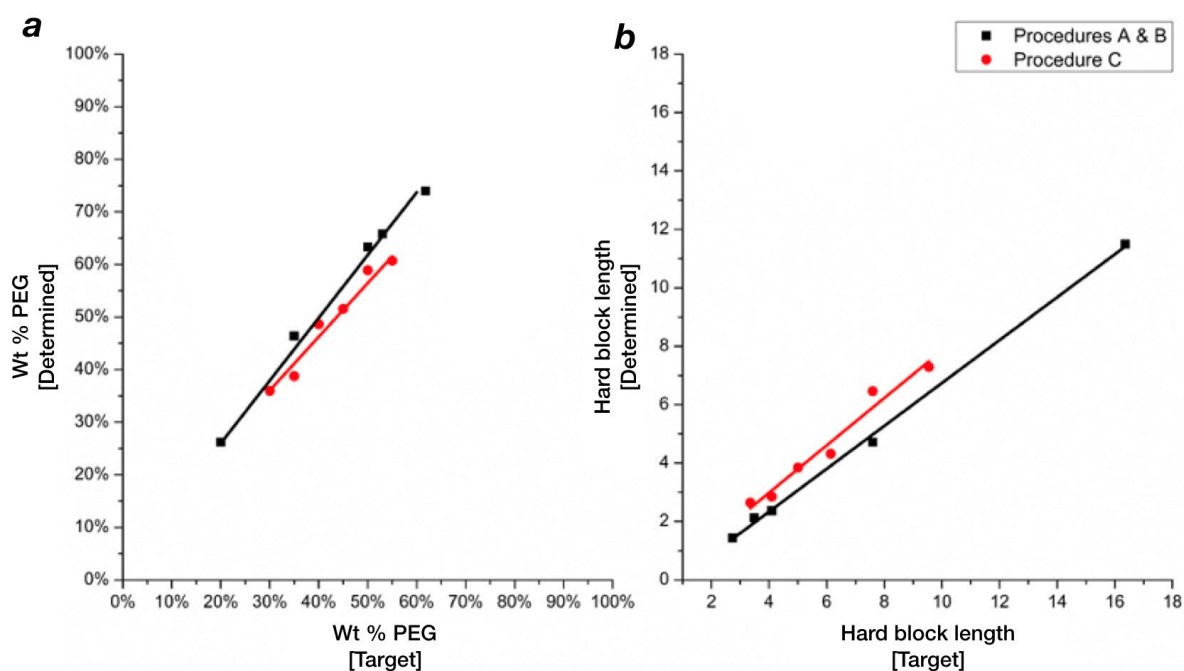 a
100%
90%
80%
70%
60%
50%
40%
30%
20%
10%
0%
Wt % PEG
[Determined]
0% 10% 20% 30% 40% 50% 60% 70% 80% 90% 100%
Wt % PEG
[Target]
b
Procedures A & B
Procedure C
18
16
14
12
10
8
6
4
2
0
Hard block length
[Determined]
2 4 6 8 10 12 14 16 18
Hard block length
[Target]